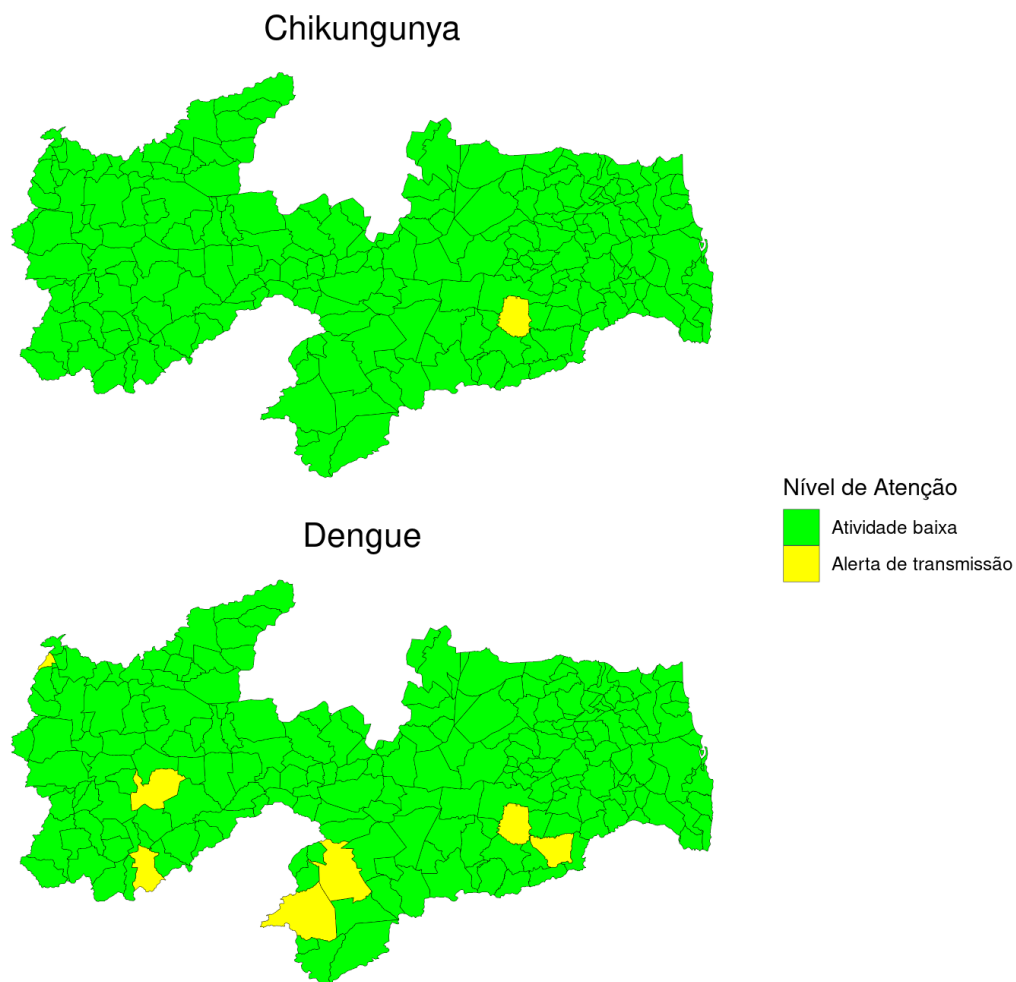 Chikungunya
Nível de Atenção
Atividade baixa
Alerta de transmissão
Dengue